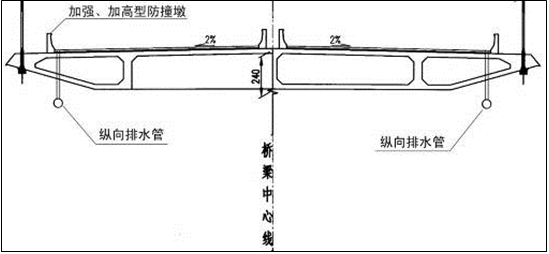 加强、加高型防撞墩
2% 2%
240
纵向排水管 纵向排水管
桥梁中心线